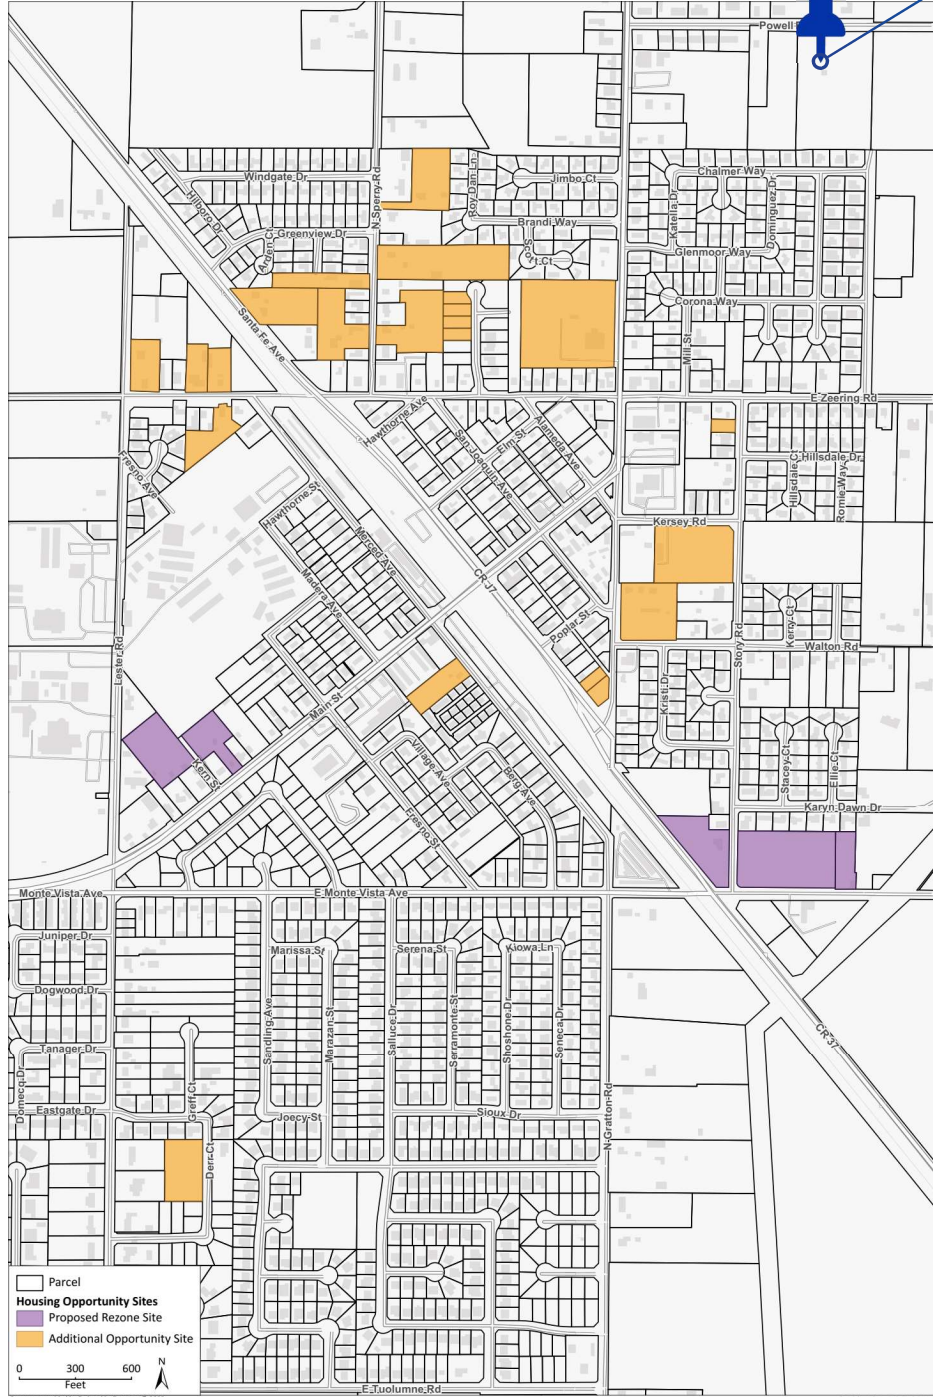 Powell
Windgate Dr
N Sperry Rd
Roy Dan Ln
Jimbo Ct
Chalmer Way
Hilboro Dr
Katella Dr
Dominguez Dr
Arden Ct
Greenview Dr
Brandi Way
Scott Ct
Glenmoor Way
Corona Way
Santa Fe Ave
Mill St
E Zeering Rd
Hawthorne Ave
San Joaquin Ave
Elm St
Alameda Ave
Fresno Ave
Hillsdale Dr
Hillsdale Ct
Romie Way
Hawthorne St
Kersey Rd
Merced Ave
Madera Ave
CR 37
Poplar St
Kerry Ct
Story Rd
Walton Rd
Lester Rd
Main St
Kristi Dr
Kern St
Village Ave
Berg Ave
Stacey Ct
Ellie Ct
Fresno St
Karyn Dawn Dr
Monte Vista Ave
E Monte Vista Ave
Juniper Dr
Marissa St
Serena St
Kiowa Ln
Dogwood Dr
Sandling Ave
Marazan St
Salluce Dr
Serramonte St
Shoshone Dr
Seneca Dr
CR 37
Tanager Dr
Domecq Dr
Greff Ct
Eastgate Dr
Joecy St
Sioux Dr
N Gratton Rd
Derr Ct
Parcel
Housing Opportunity Sites
Proposed Rezone Site
Additional Opportunity Site
0 300 600
Feet
N
E Tuolumne Rd